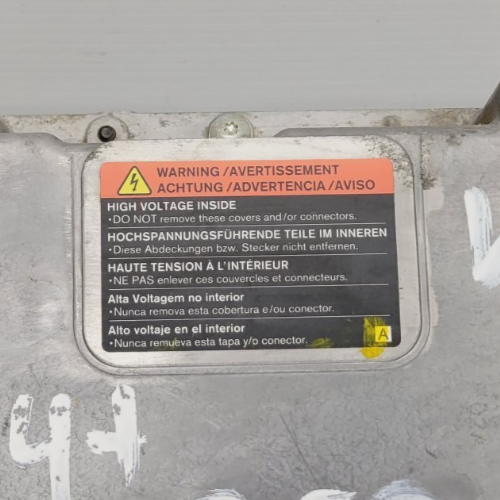 WARNING /AVERTISSEMENT
ACHTUNG /ADVERTENCIA /AVISO
HIGH VOLTAGE INSIDE
•DO NOT remove these covers and/or connectors.
HOCHSPANNUNGSFÜHRENDE TEILE IM INNEREN
•Diese Abdeckungen bzw. Stecker nicht entfernen.
HAUTE TENSION À L'INTÉRIEUR
•NE PAS enlever ces couvercles et connecteurs.
Alta Voltagem no interior
•Nunca remova esta cobertura e/ou conector.
Alto voltaje en el interior
•Nunca remueva esta tapa y/o conector.
A
4+